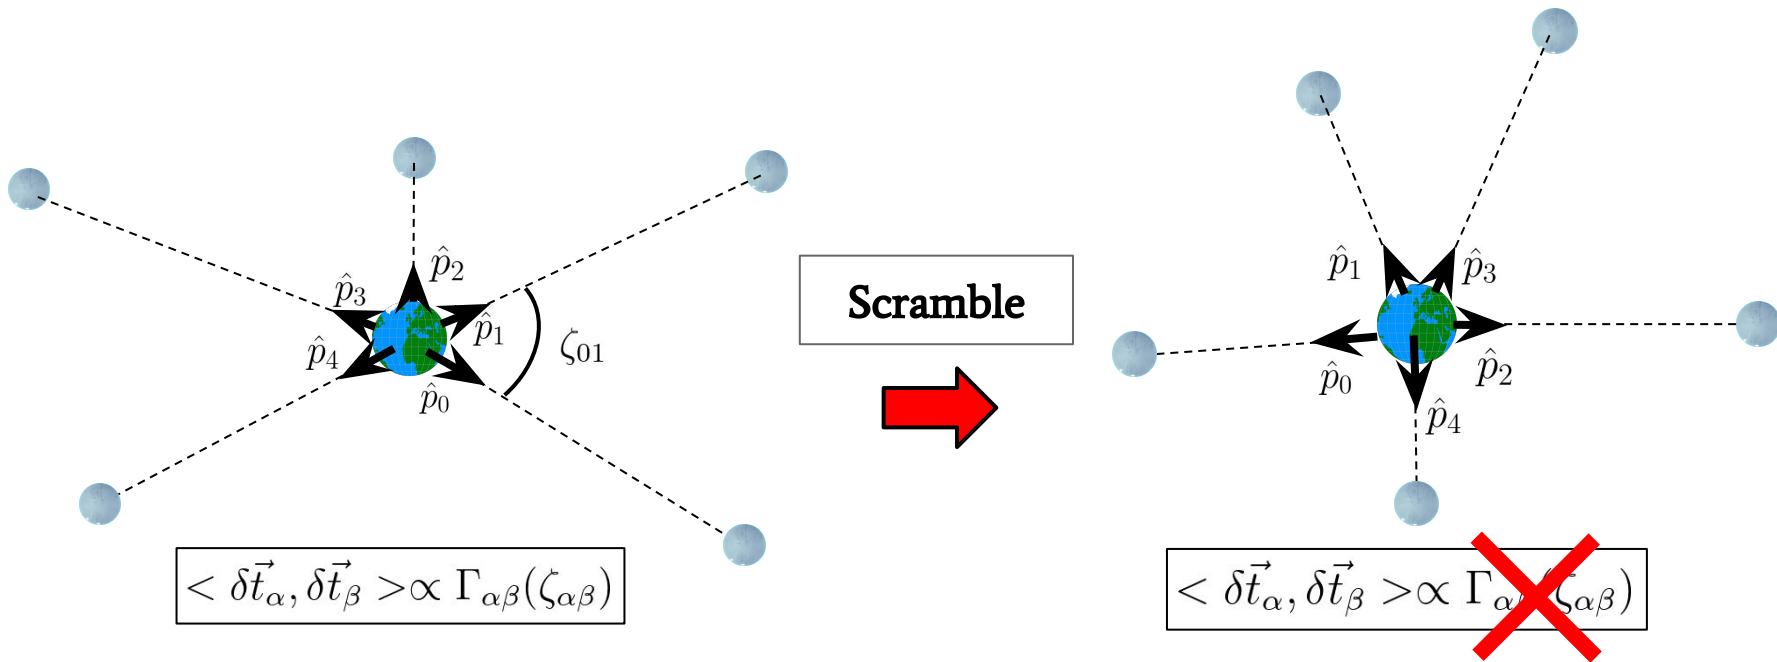 p̂₂
p̂₃
p̂₁
p̂₄
p̂₀
ζ₀₁
< δt⃗_α, δt⃗_β >∝ Γ_αβ(ζ_αβ)
Scramble
p̂₁
p̂₃
p̂₀
p̂₂
p̂₄
< δt⃗_α, δt⃗_β >∝ Γ_αβ(ζ_αβ)